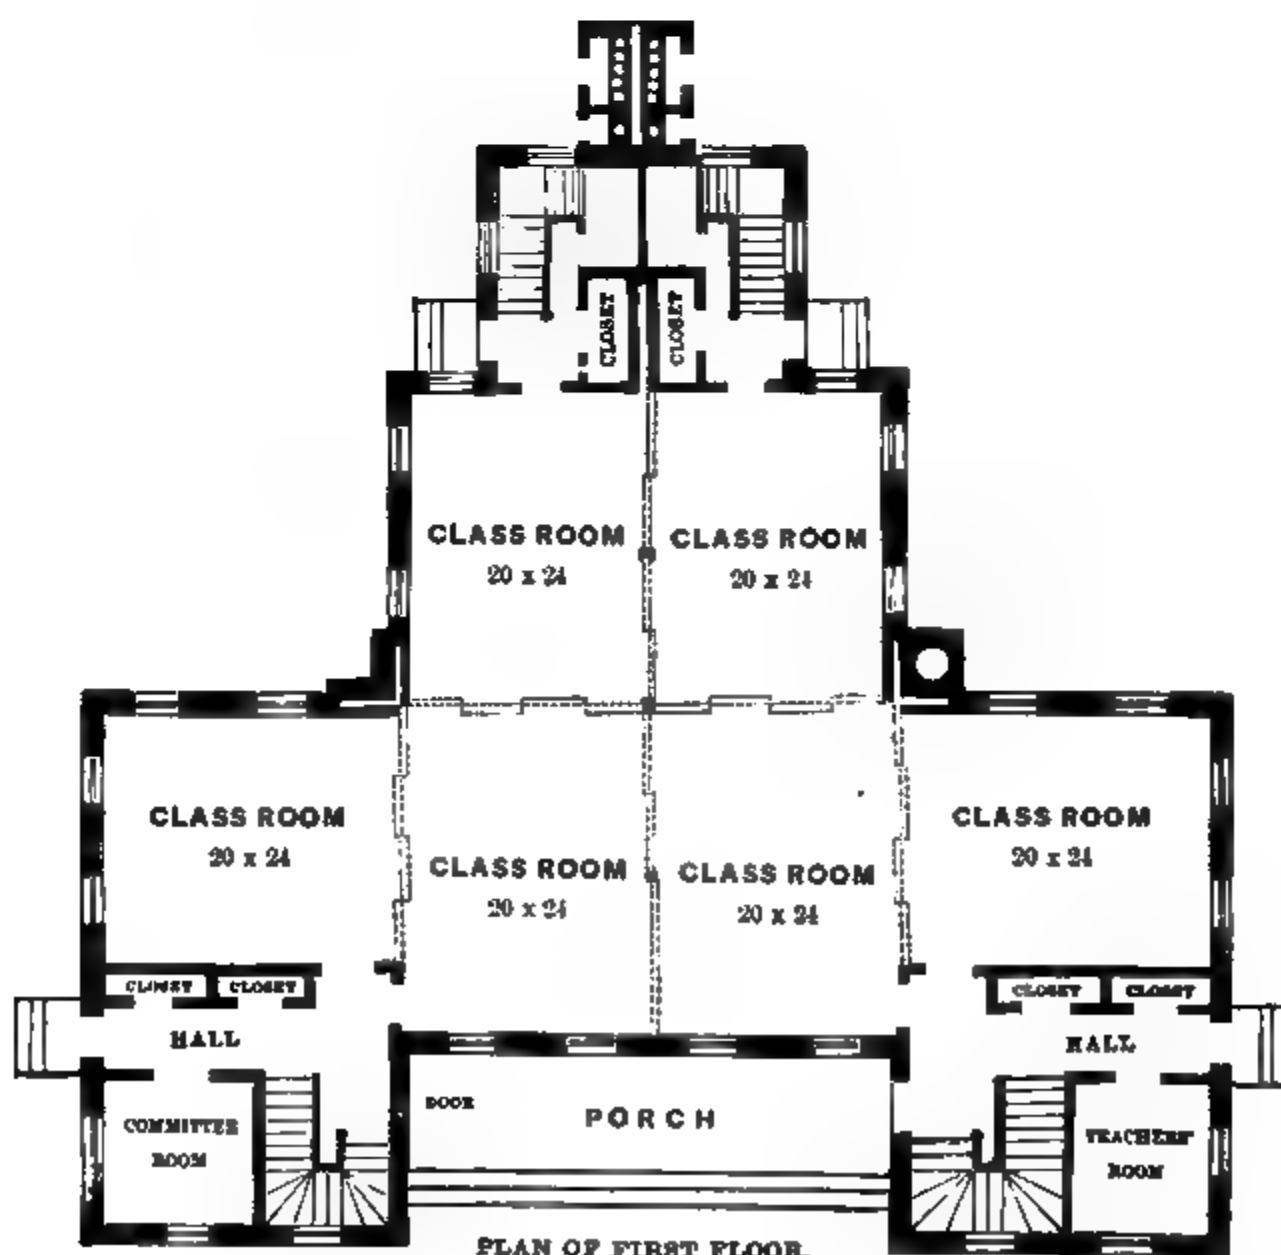 CLOSET
CLOSET
CLASS ROOM
20 x 24
CLASS ROOM
20 x 24
CLASS ROOM
20 x 24
CLASS ROOM
20 x 24
CLASS ROOM
20 x 24
CLASS ROOM
20 x 24
CLOSET
CLOSET
CLOSET
CLOSET
HALL
HALL
COMMITTEE
ROOM
DOOR
PORCH
TEACHERS'
ROOM
PLAN OF FIRST FLOOR.